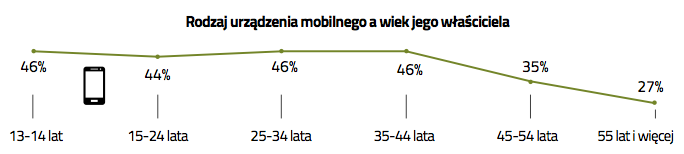 Rodzaj urządzenia mobilnego a wiek jego właściciela
46% 44% 46% 46% 35% 27%
13-14 lat 15-24 lata 25-34 lata 35-44 lata 45-54 lata 55 lat i więcej